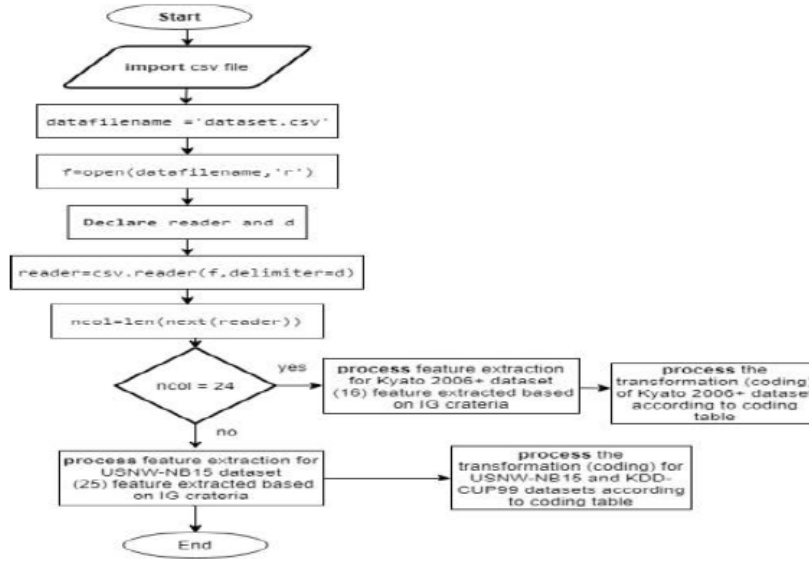 Start
import csv file
datafilename ='dataset.csv'
f=open(datafilename,'r')
Declare reader and d
reader=csv.reader(f,delimiter=d)
ncol=len(next(reader))
ncol = 24
yes
process feature extraction
for Kyato 2006+ dataset
(16) feature extracted based
on IG crateria
process the
transformation (coding)
of Kyato 2006+ dataset
according to coding
table
no
process feature extraction for
USNW-NB15 dataset
(25) feature extracted based
on IG crateria
process the
transformation (coding) for
USNW-NB15 and KDD-
CUP99 datasets according
to coding table
End